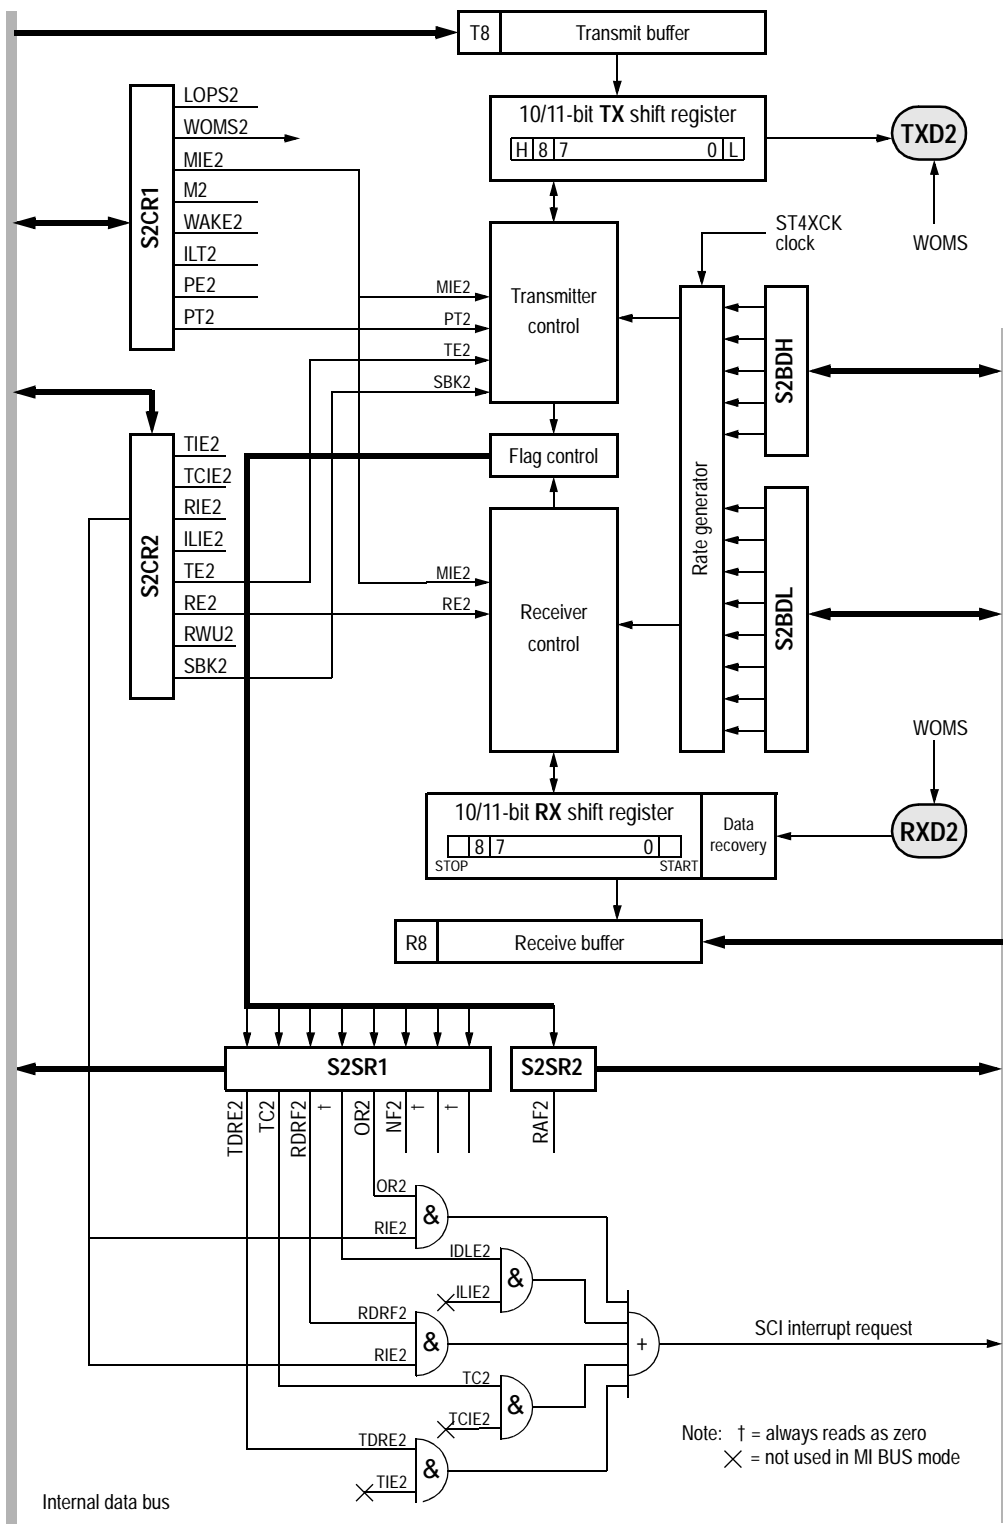 T8 Transmit buffer
10/11-bit TX shift register
H 8 7 0 L
TXD2
WOMS
S2CR1
LOPS2
WOMS2
MIE2
M2
WAKE2
ILT2
PE2
PT2
ST4XCK
clock
MIE2
PT2
TE2
SBK2
Transmitter
control
Rate generator
S2BDH
S2BDL
Flag control
S2CR2
TIE2
TCIE2
RIE2
ILIE2
TE2
RE2
RWU2
SBK2
MIE2
RE2
Receiver
control
WOMS
RXD2
10/11-bit RX shift register
8 7 0
STOP START
Data
recovery
R8 Receive buffer
S2SR1
S2SR2
TDRE2
TC2
RDRF2
†
OR2
NF2
†
†
RAF2
OR2
RIE2
&
IDLE2
ILIE2
&
RDRF2
RIE2
&
TC2
TCIE2
&
TDRE2
TIE2
&
+
SCI interrupt request
Note: † = always reads as zero
= not used in MI BUS mode
Internal data bus